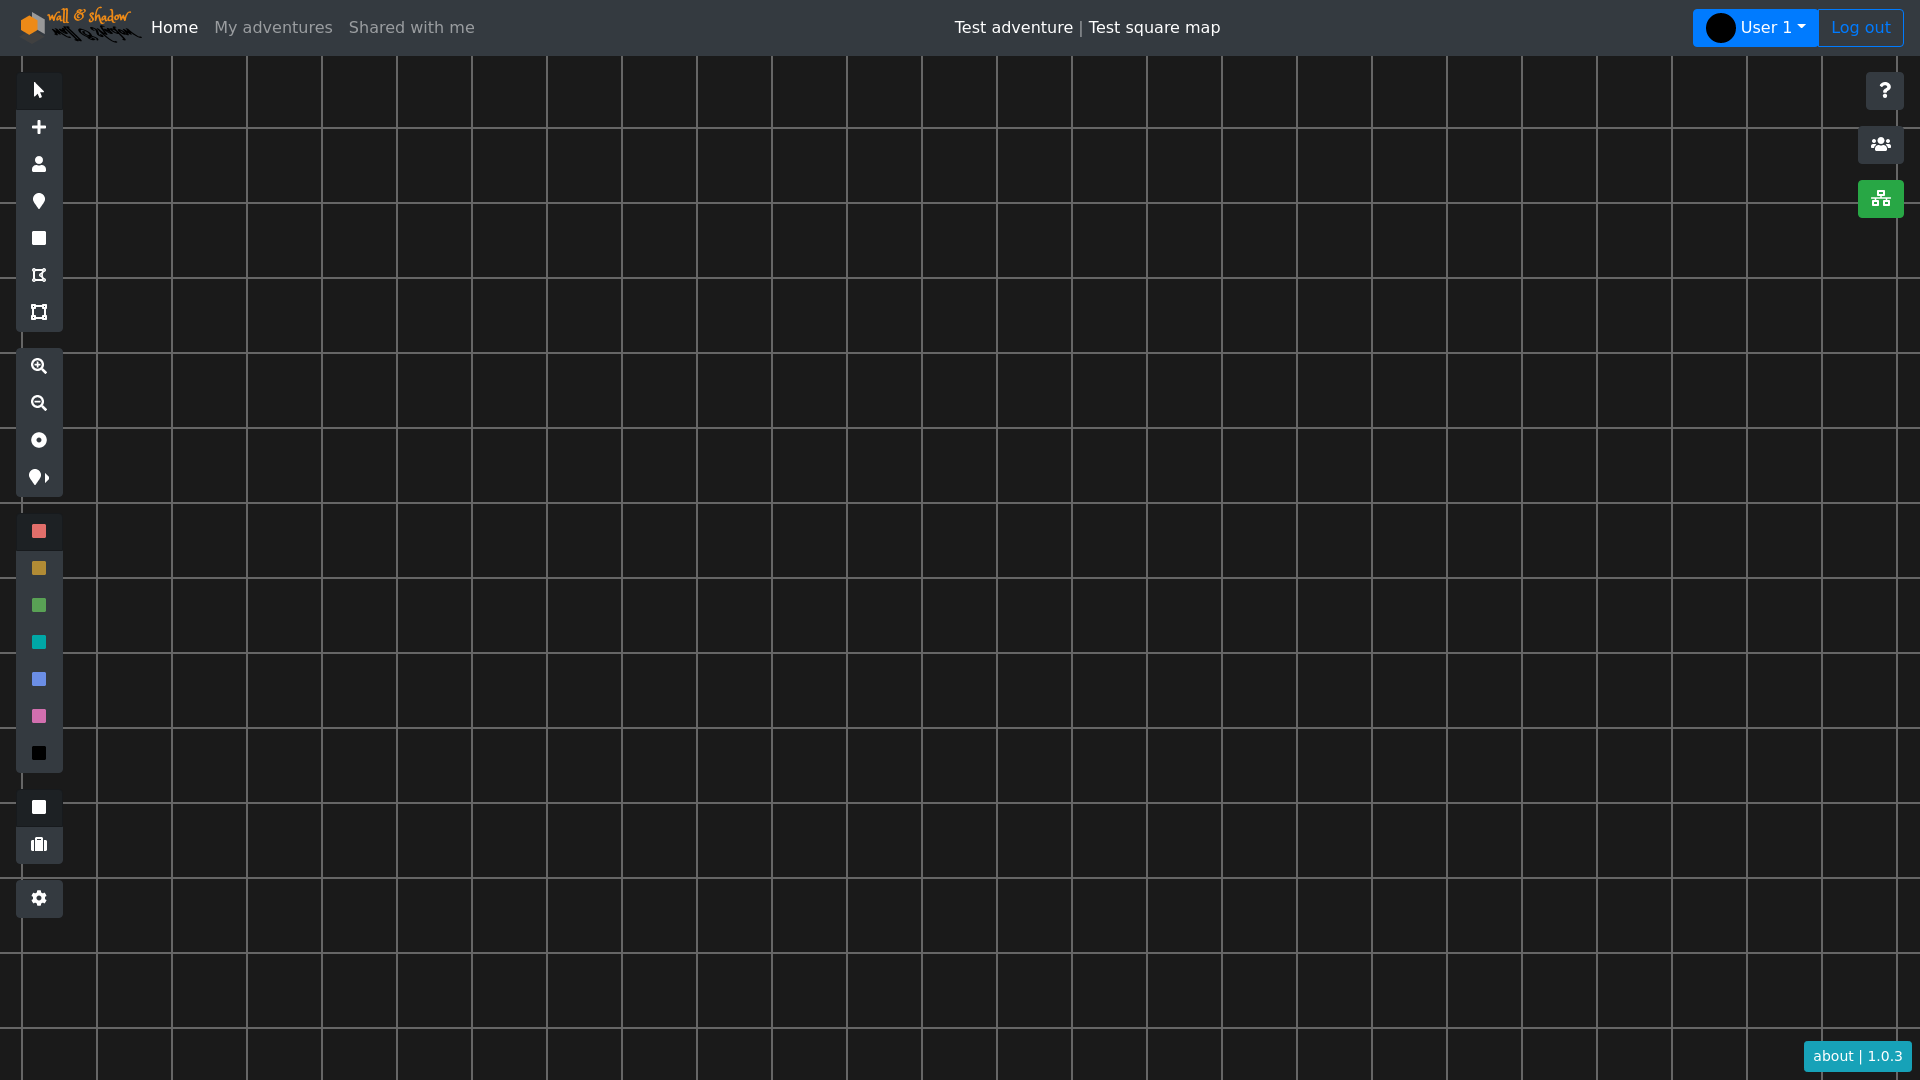 wall & shadow
Home My adventures Shared with me
Test adventure | Test square map
User 1
Log out
?
about | 1.0.3